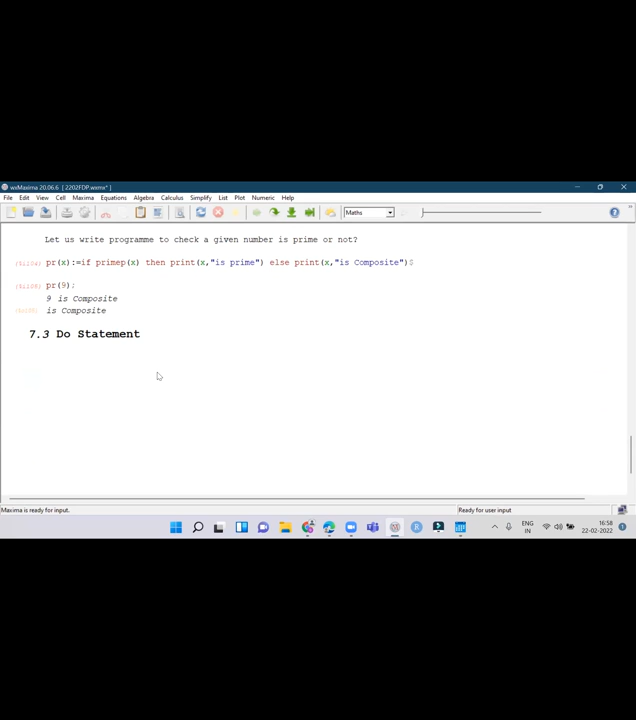 wxMaxima 20.06.6 [ 2202FDP.wxmx* ]
File Edit View Cell Maxima Equations Algebra Calculus Simplify List Plot Numeric Help
Maths
Let us write programme to check a given number is prime or not?
pr(x):=if primep(x) then print(x,"is prime") else print(x,"is Composite")$
pr(9);
9 is Composite
is Composite
7.3 Do Statement
Maxima is ready for input.
Ready for user input
ENG
IN
16:58
22-02-2022